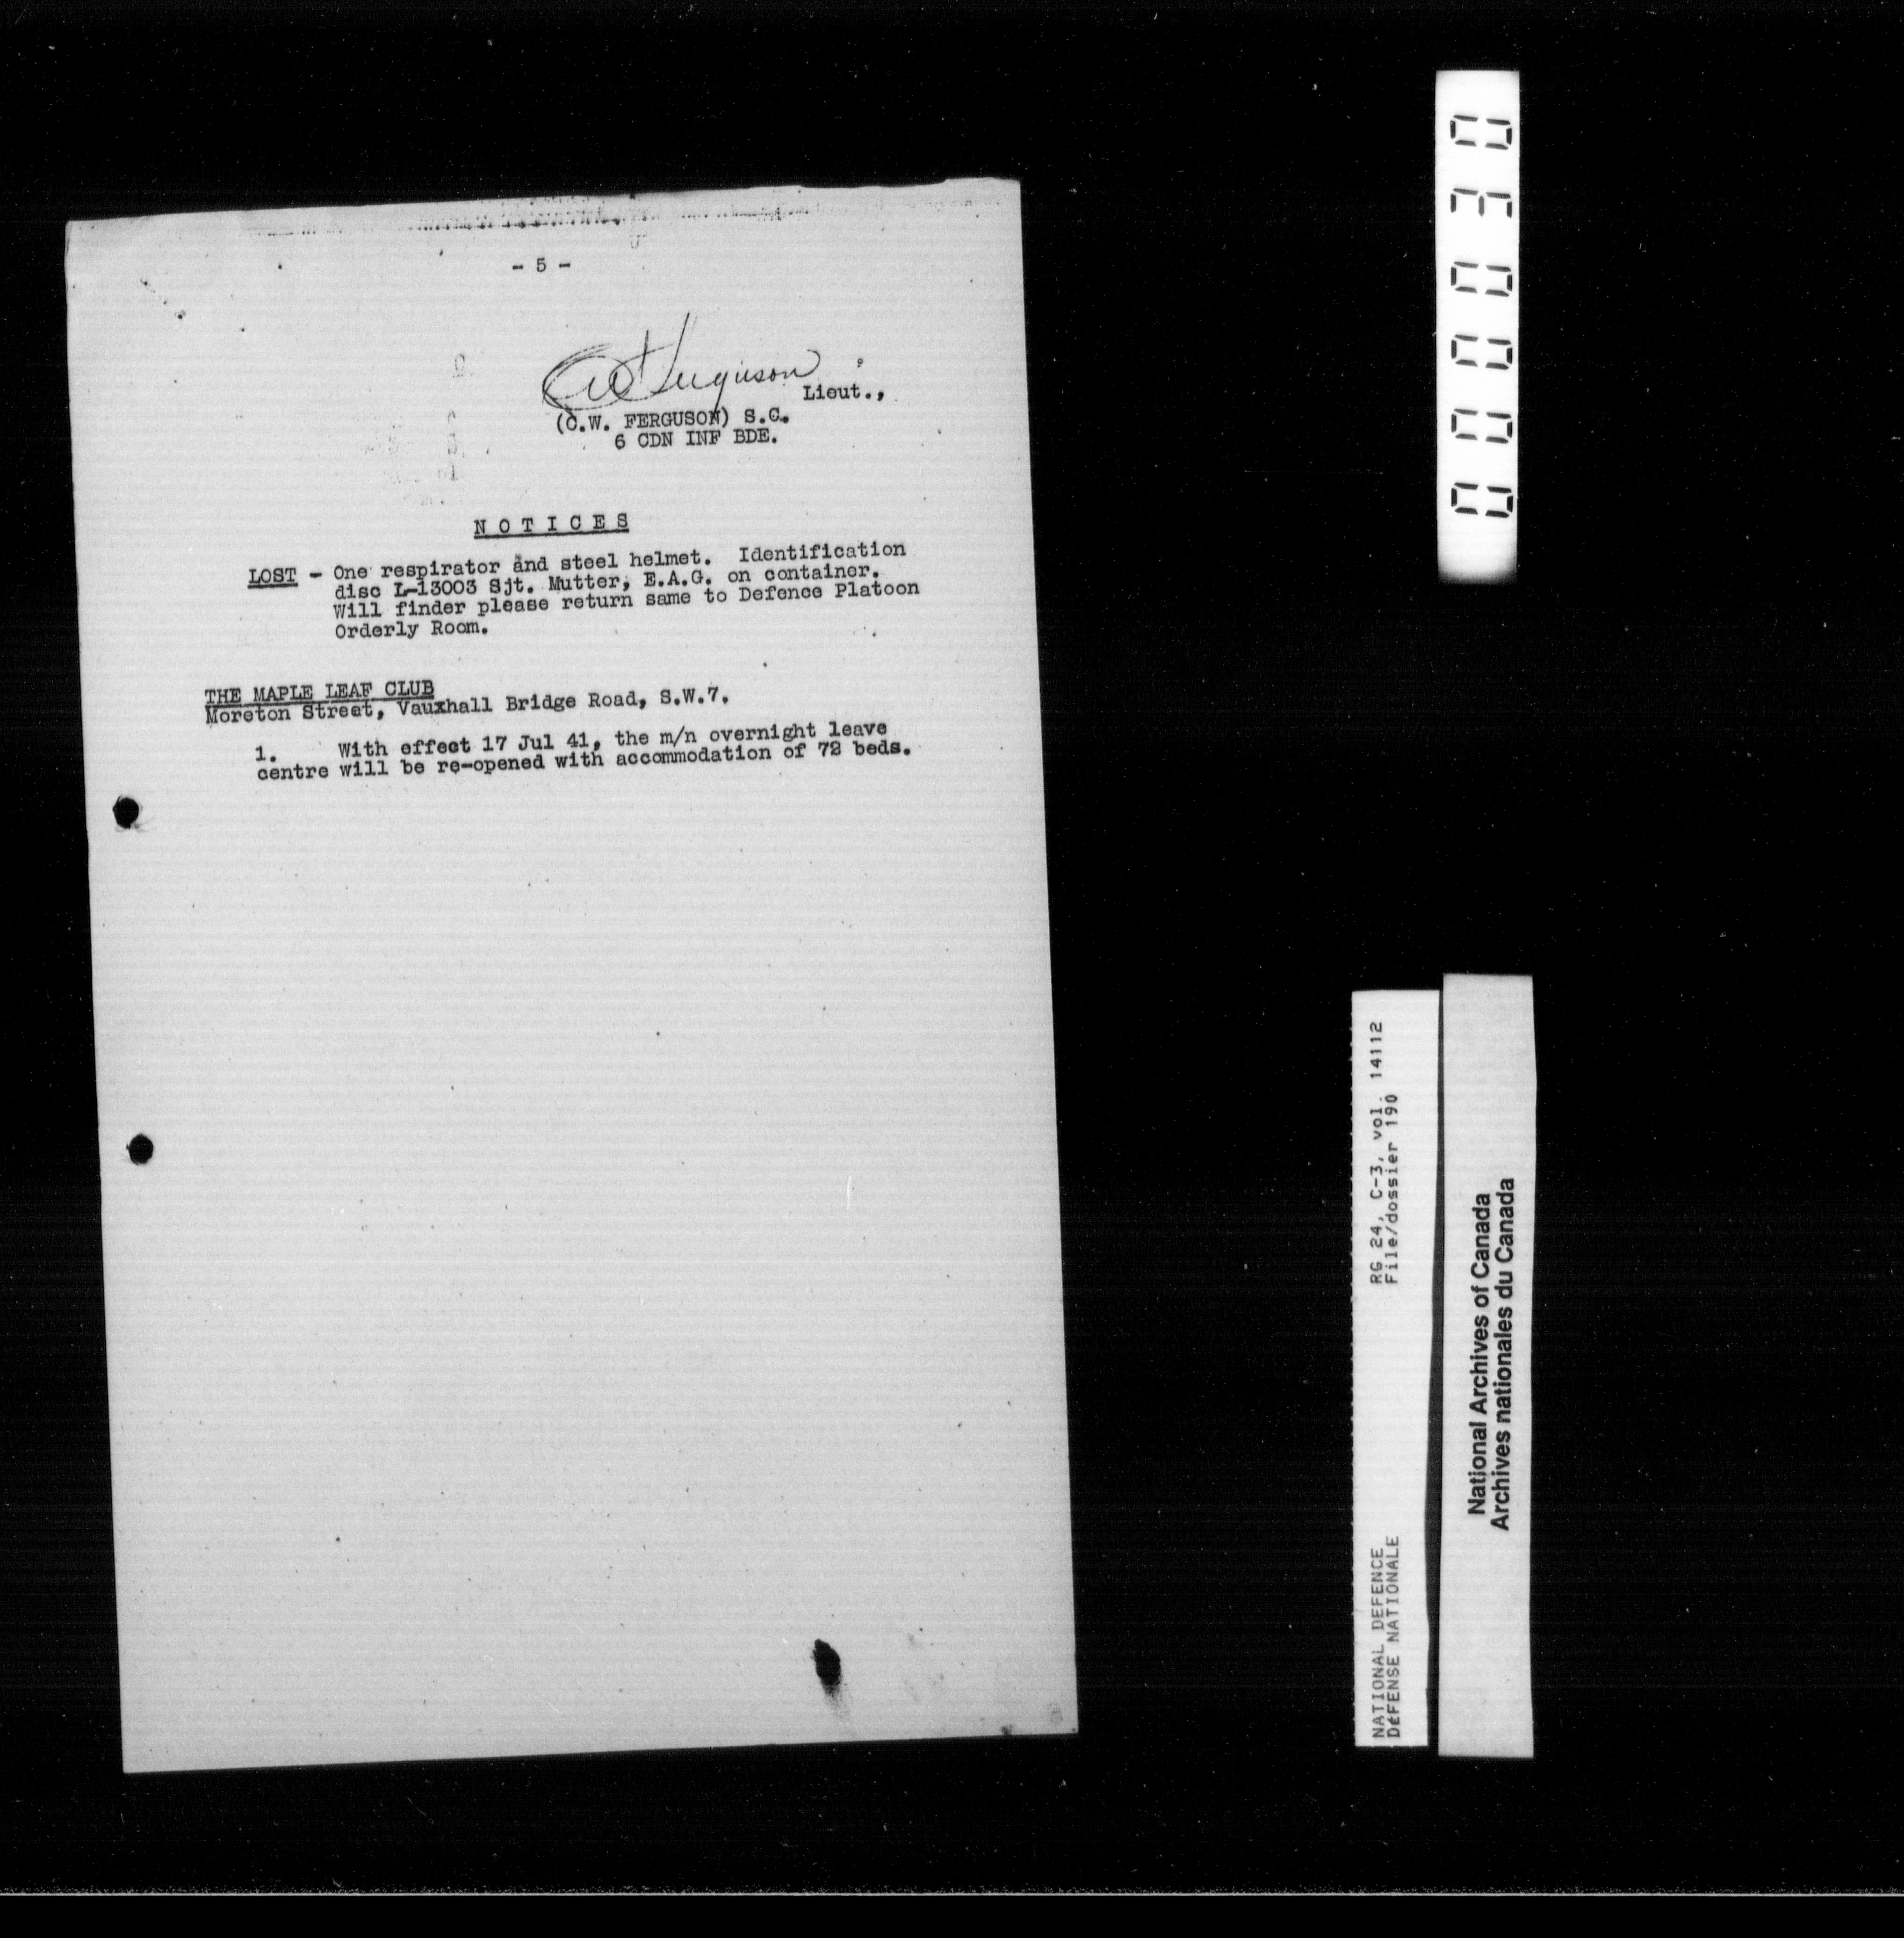 - 5 -
CW Ferguson
Lieut.,
(C.W. FERGUSON) S.C.
6 CDN INF BDE.
N O T I C E S
LOST - One respirator and steel helmet. Identification
disc L-13003 Sjt. Mutter, E.A.G. on container.
Will finder please return same to Defence Platoon
Orderly Room.
THE MAPLE LEAF CLUB
Moreton Street, Vauxhall Bridge Road, S.W.7.
1. With effect 17 Jul 41, the m/n overnight leave
centre will be re-opened with accommodation of 72 beds.
000030
NATIONAL DEFENCE RG 24, C-3, vol. 14112
DÉFENSE NATIONALE File/dossier 190
National Archives of Canada
Archives nationales du Canada